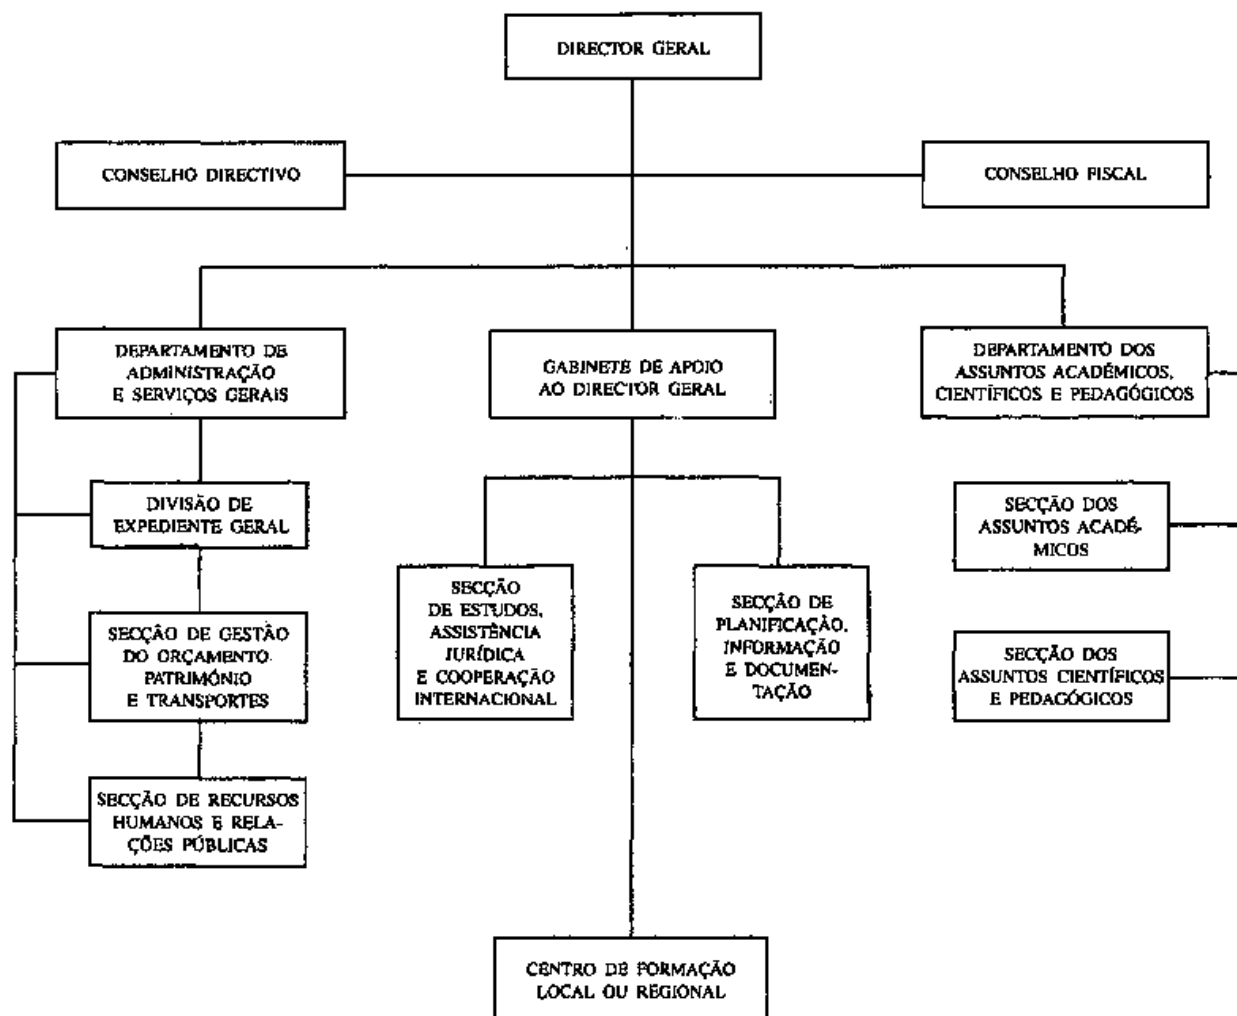 DIRECTOR GERAL
CONSELHO DIRECTIVO
CONSELHO FISCAL
DEPARTAMENTO DE
ADMINISTRAÇÃO
E SERVIÇOS GERAIS
GABINETE DE APOIO
AO DIRECTOR GERAL
DEPARTAMENTO DOS
ASSUNTOS ACADÉMICOS,
CIENTÍFICOS E PEDAGÓGICOS
DIVISÃO DE
EXPEDIENTE GERAL
SECÇÃO DOS
ASSUNTOS ACADÉ-
MICOS
SECÇÃO
DE ESTUDOS,
ASSISTÊNCIA
JURÍDICA
E COOPERAÇÃO
INTERNACIONAL
SECÇÃO DE
PLANIFICAÇÃO,
INFORMAÇÃO
E DOCUMEN-
TAÇÃO
SECÇÃO DE GESTÃO
DO ORÇAMENTO
PATRIMÓNIO
E TRANSPORTES
SECÇÃO DOS
ASSUNTOS CIENTÍFICOS
E PEDAGÓGICOS
SECÇÃO DE RECURSOS
HUMANOS E RELA-
ÇÕES PÚBLICAS
CENTRO DE FORMAÇÃO
LOCAL OU REGIONAL